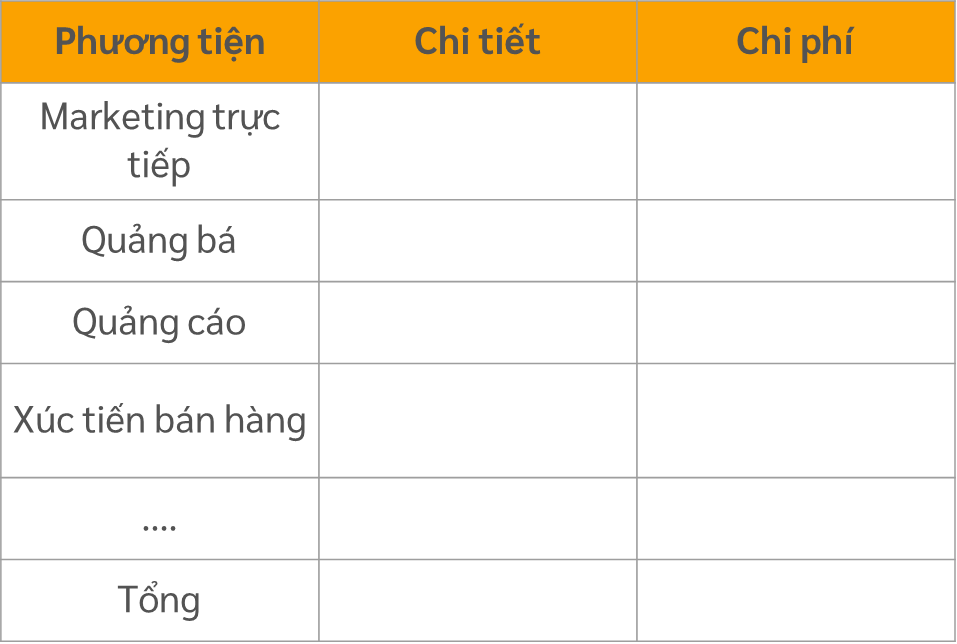 Phương tiện Chi tiết Chi phí
Marketing trực
tiếp
Quảng bá
Quảng cáo
Xúc tiến bán hàng
....
Tổng